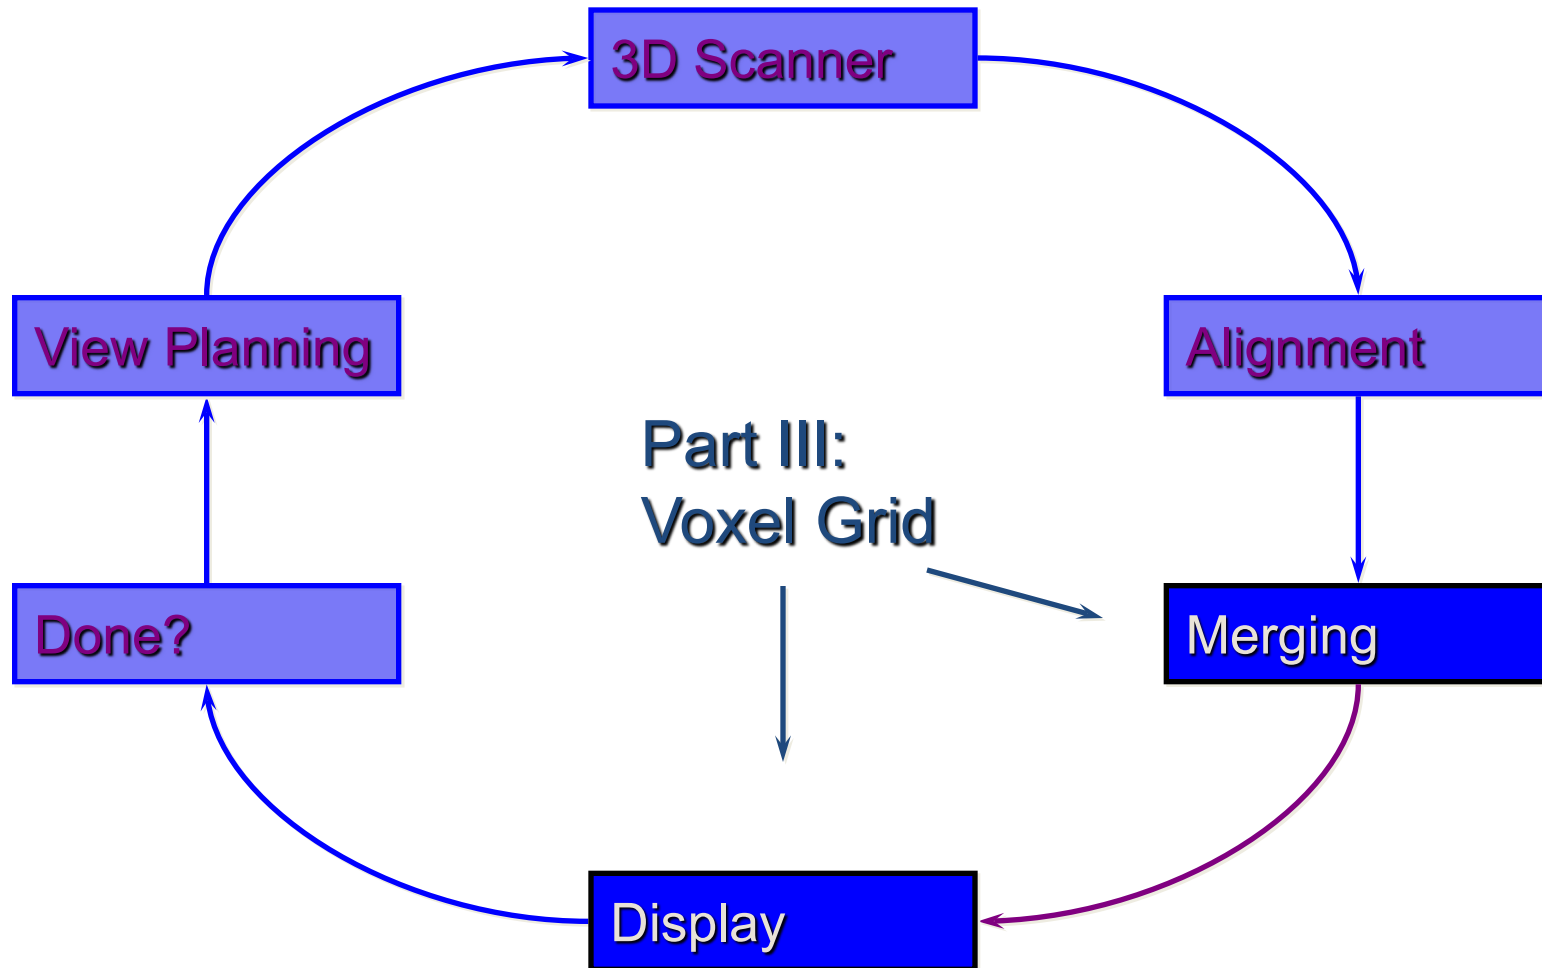 3D Scanner
View Planning
Alignment
Part III:
Voxel Grid
Done?
Merging
Display